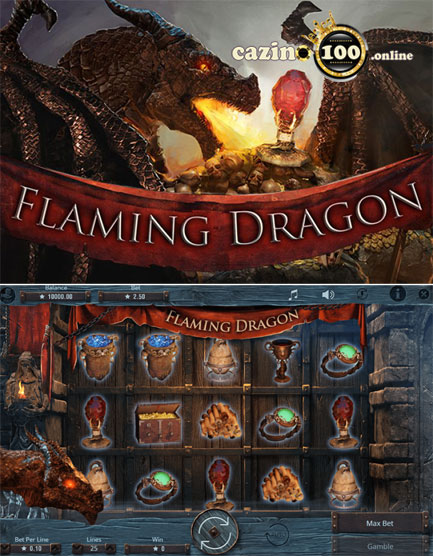 cazino 100 .online
FLAMING DRAGON
Balance
★ 10000.00
Bet
★ 2.50
FLAMING DRAGON
Max Bet
Bet Per Line
★ 0.10
Lines
25
Win
★ 0
Gamble